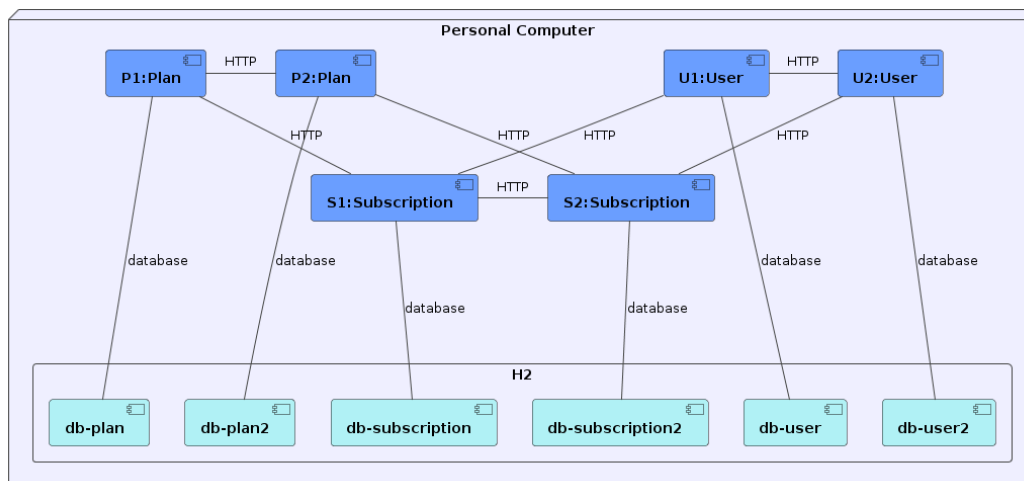 Personal Computer
P1:Plan
HTTP
P2:Plan
U1:User
HTTP
U2:User
HTTP
HTTP
HTTP
HTTP
S1:Subscription
HTTP
S2:Subscription
database
database
database
database
database
database
H2
db-plan
db-plan2
db-subscription
db-subscription2
db-user
db-user2